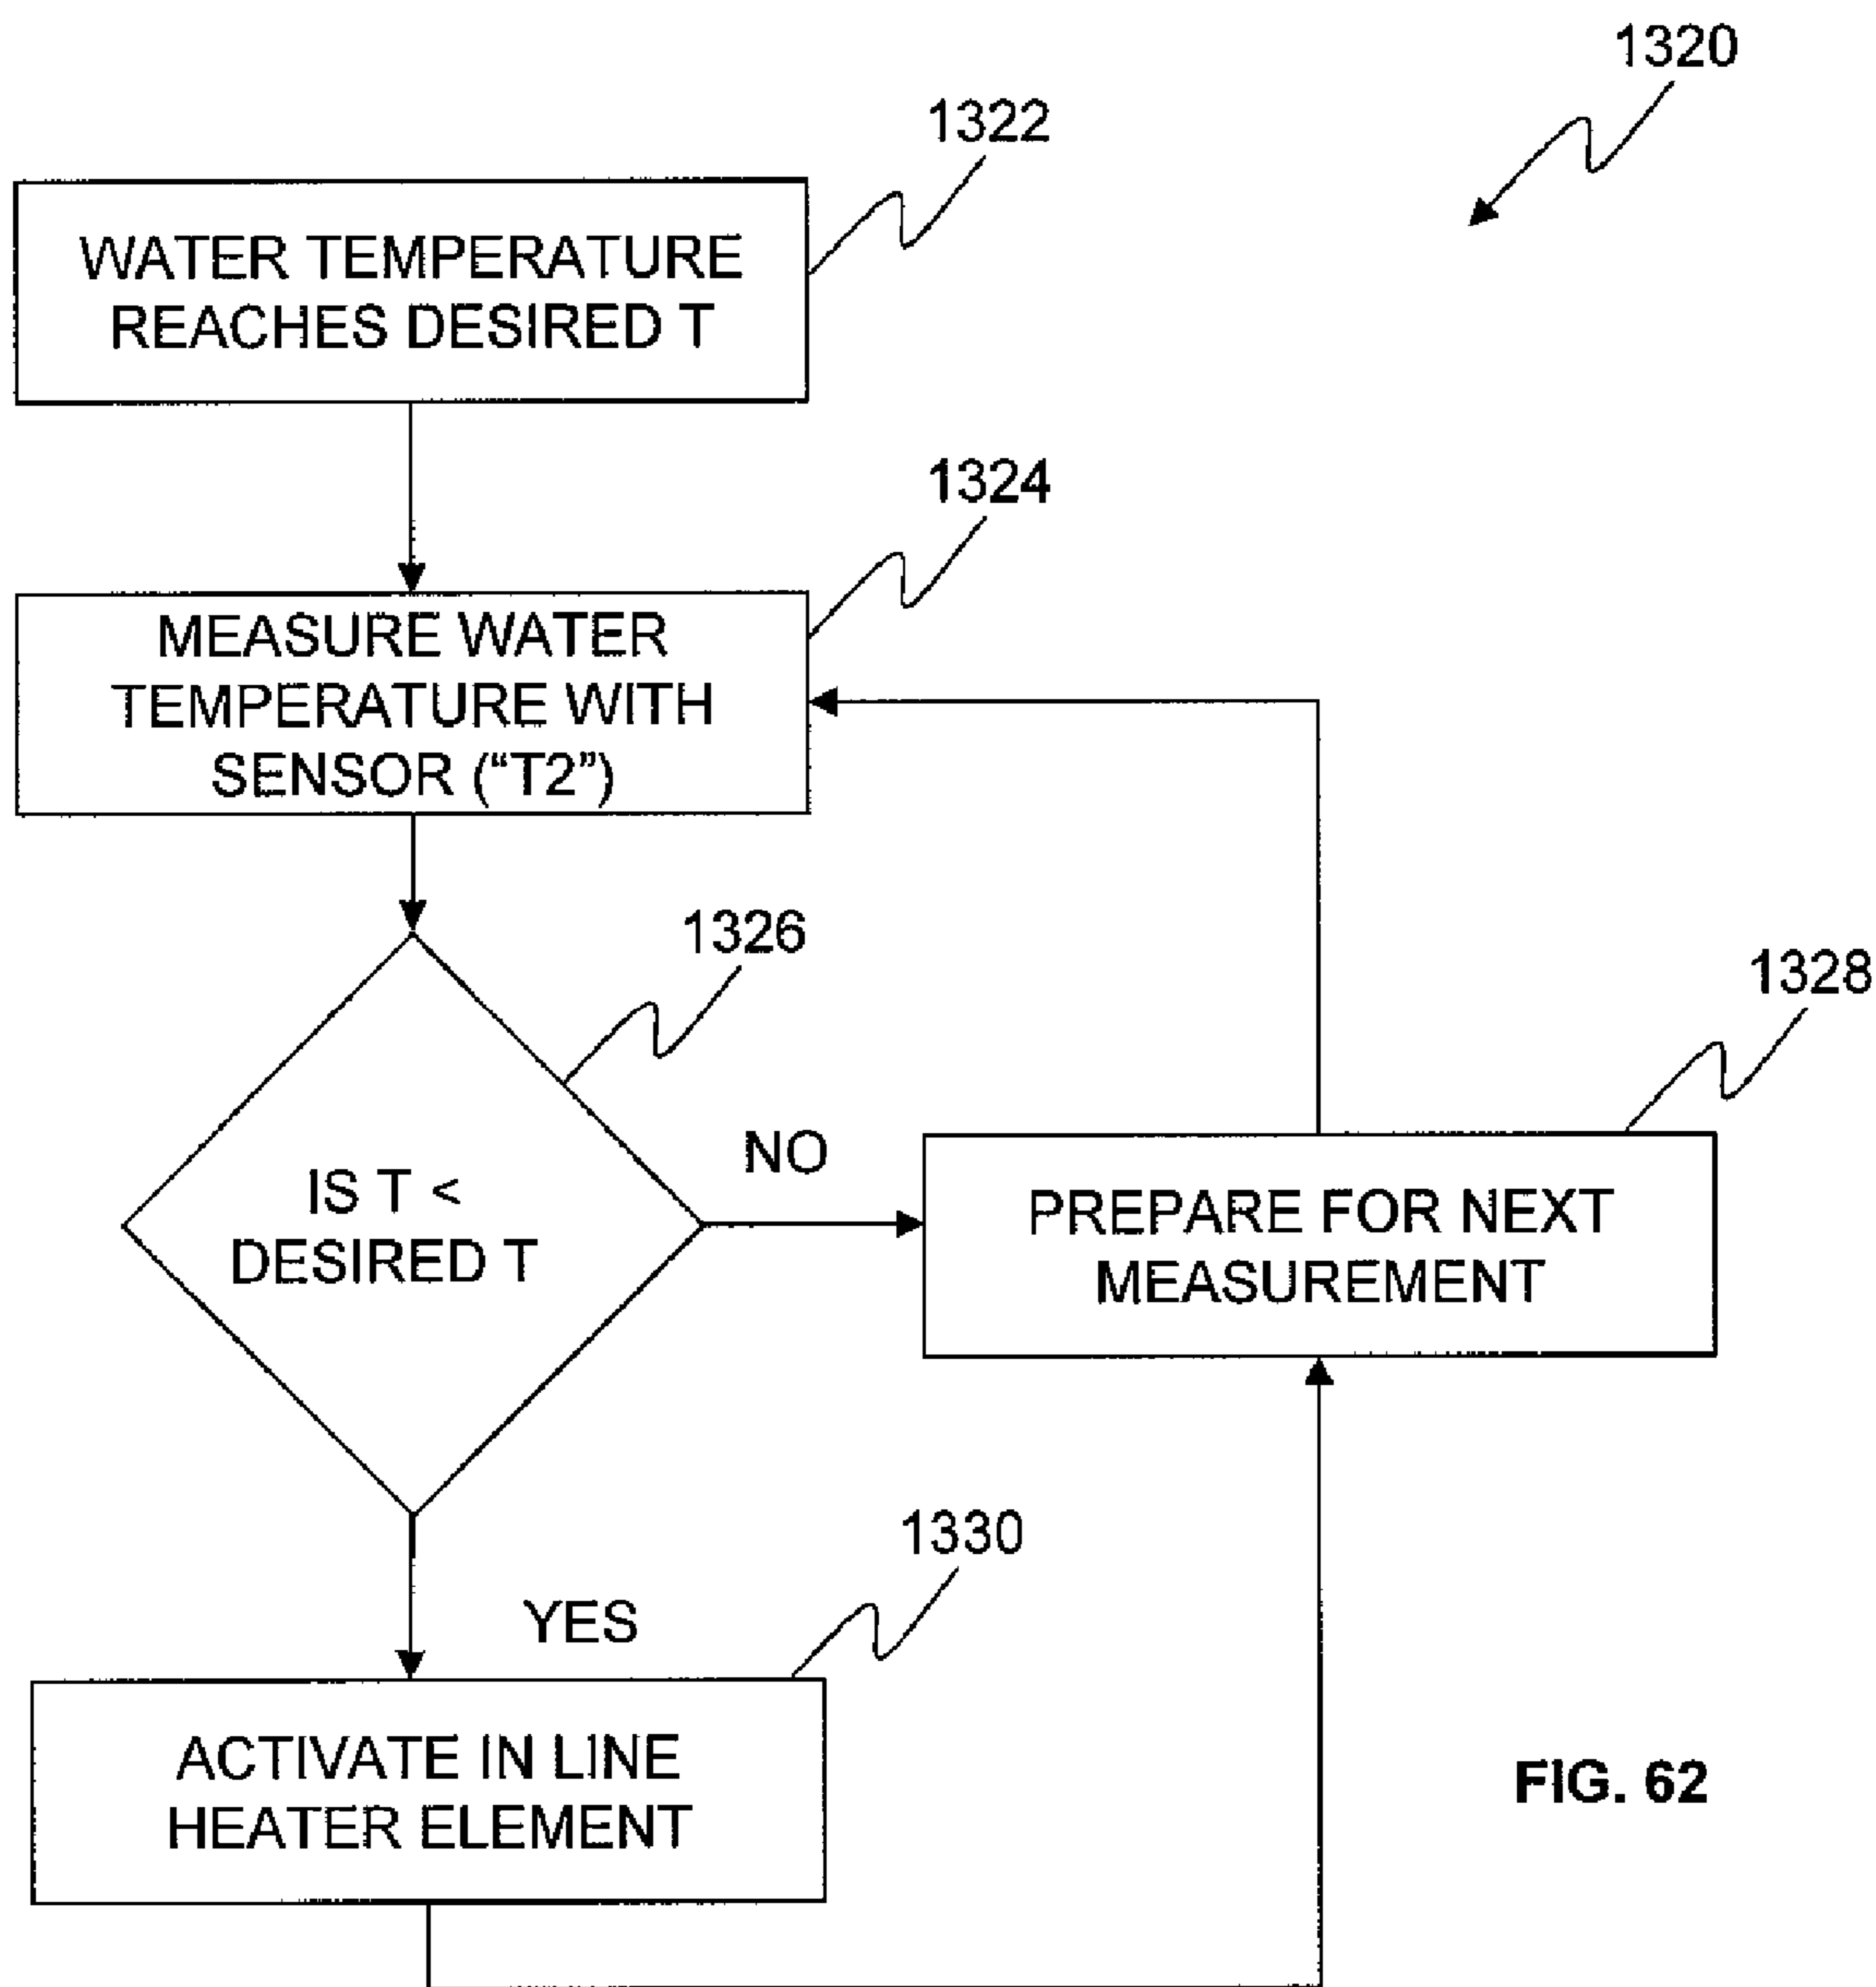 1320
1322
WATER TEMPERATURE
REACHES DESIRED T
1324
MEASURE WATER
TEMPERATURE WITH
SENSOR (“T2”)
1326
1328
IS T <
DESIRED T
NO
PREPARE FOR NEXT
MEASUREMENT
YES
1330
ACTIVATE IN LINE
HEATER ELEMENT
FIG. 62